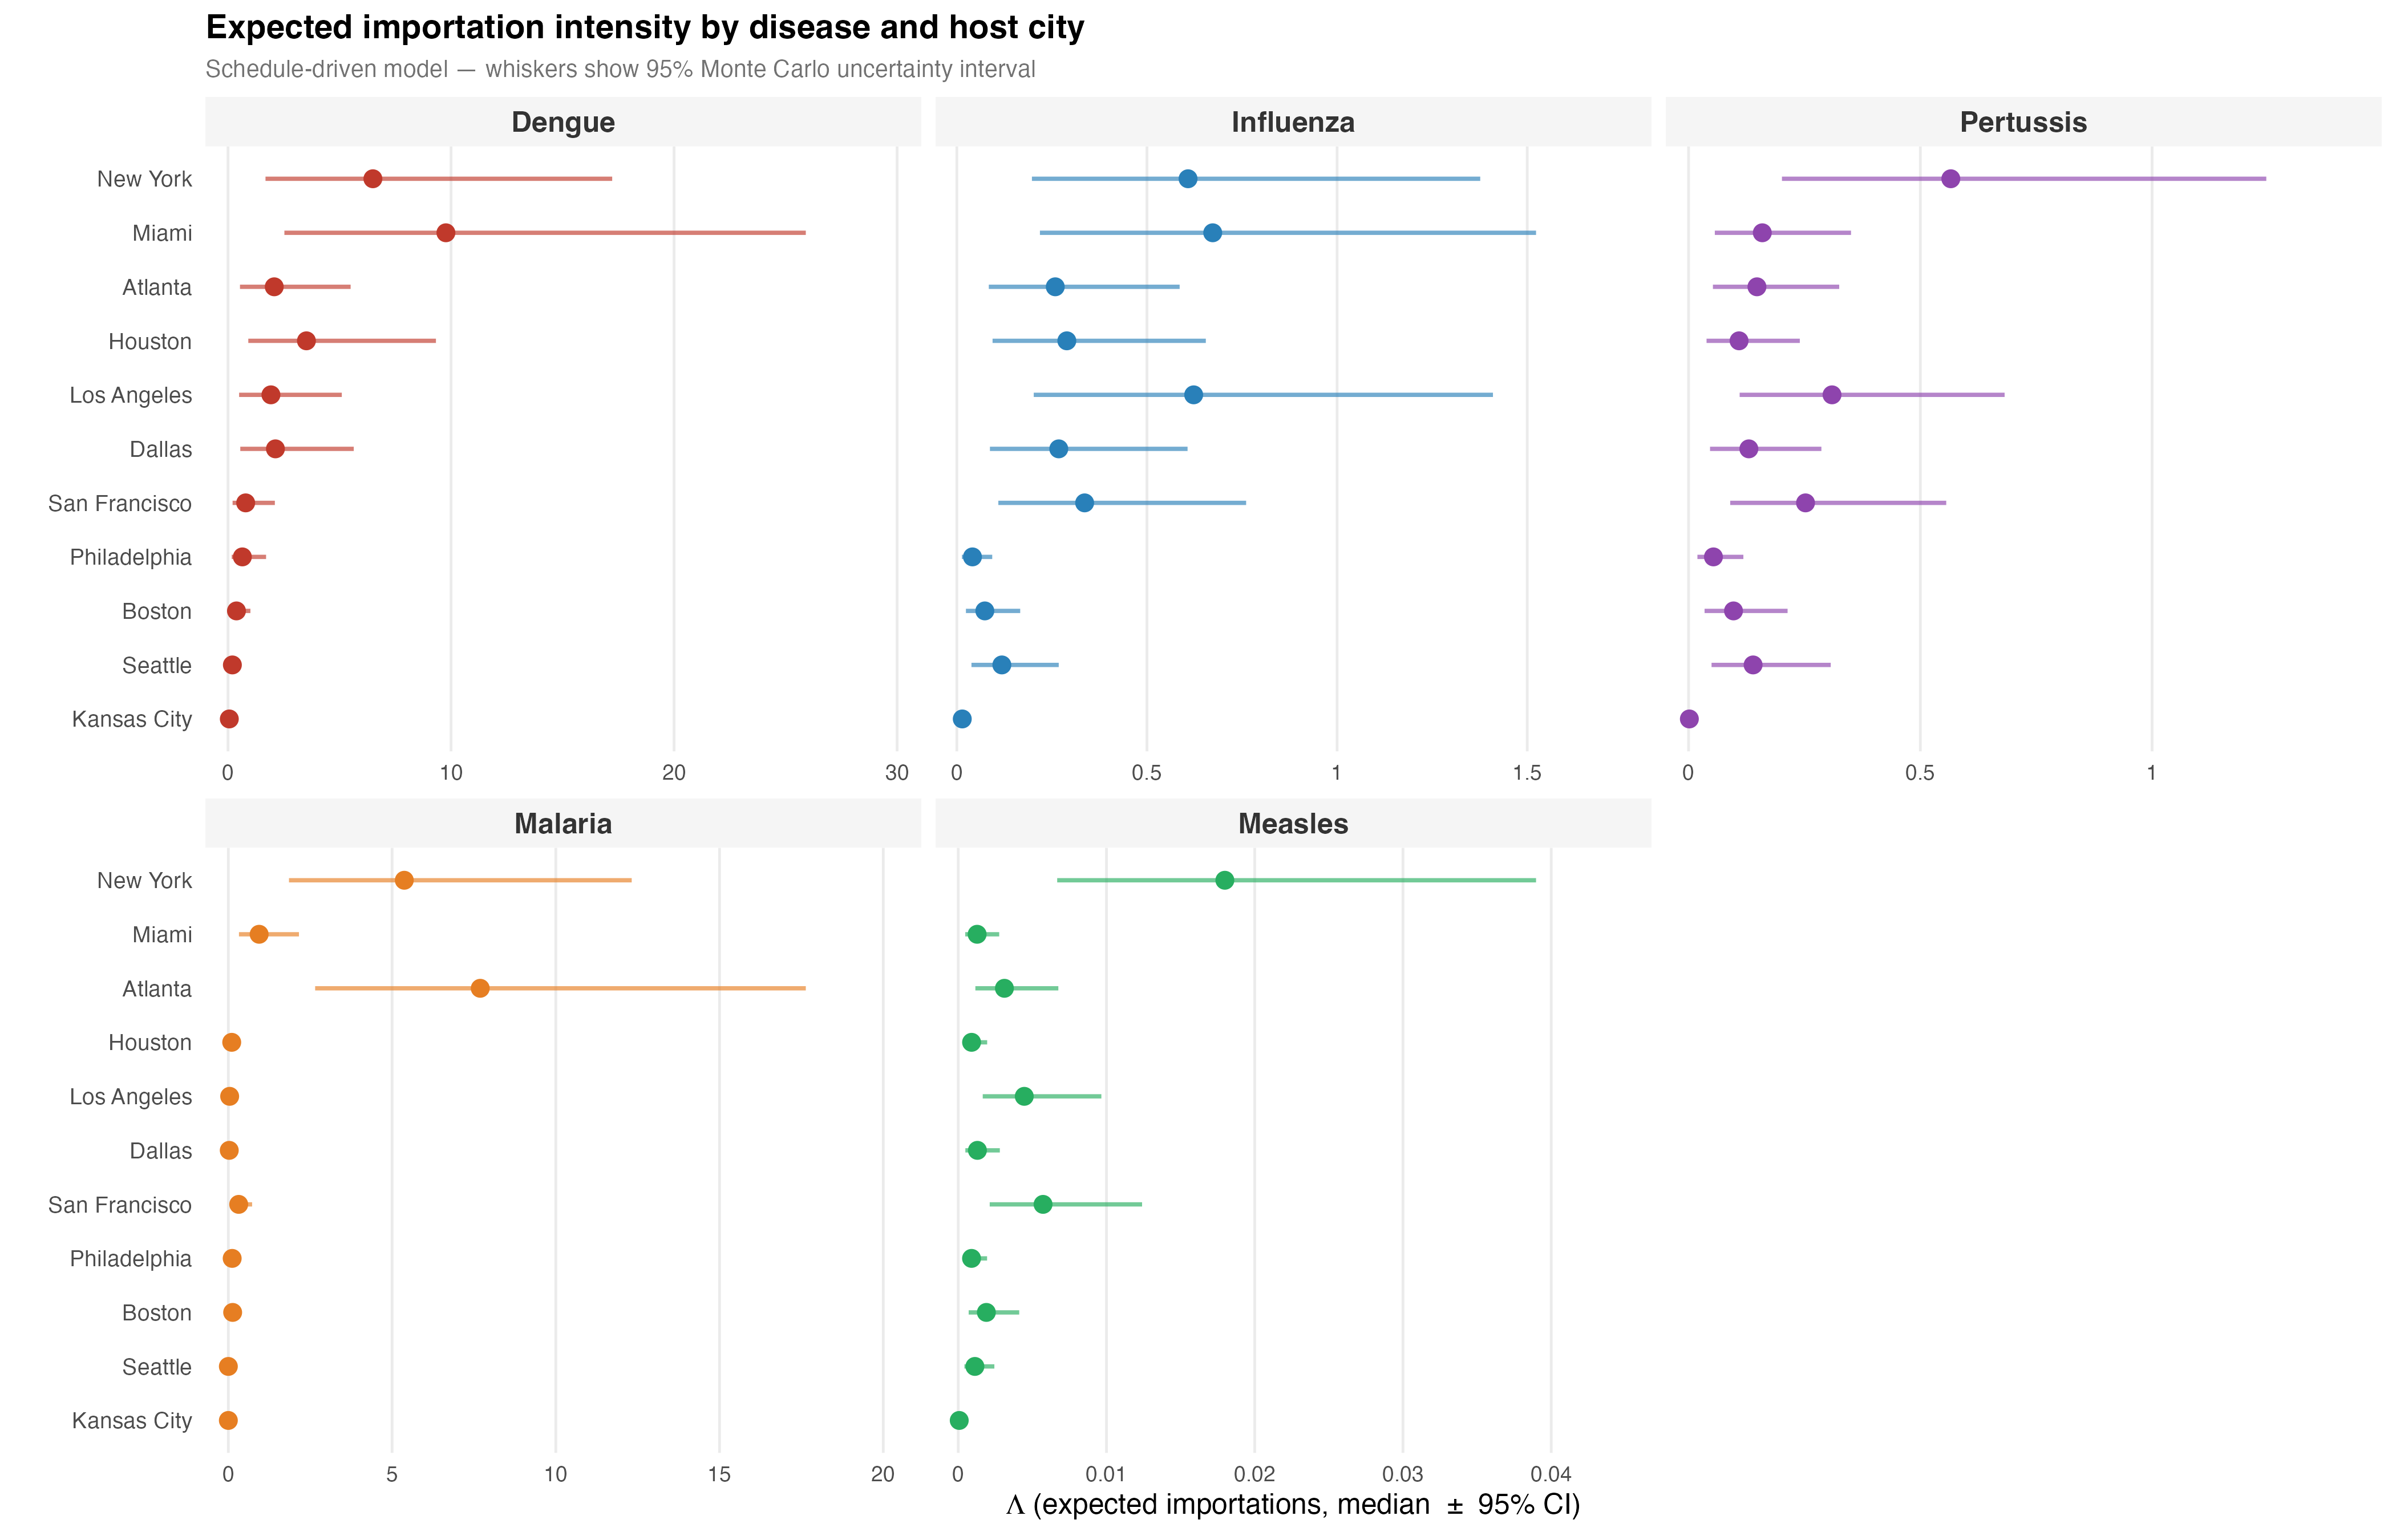 Expected importation intensity by disease and host city
Schedule-driven model — whiskers show 95% Monte Carlo uncertainty interval
Dengue
Influenza
Pertussis
New York
Miami
Atlanta
Houston
Los Angeles
Dallas
San Francisco
Philadelphia
Boston
Seattle
Kansas City
0 10 20 30
0 0.5 1 1.5
0 0.5 1
Malaria
Measles
New York
Miami
Atlanta
Houston
Los Angeles
Dallas
San Francisco
Philadelphia
Boston
Seattle
Kansas City
0 5 10 15 20
0 0.01 0.02 0.03 0.04
Λ (expected importations, median ± 95% CI)